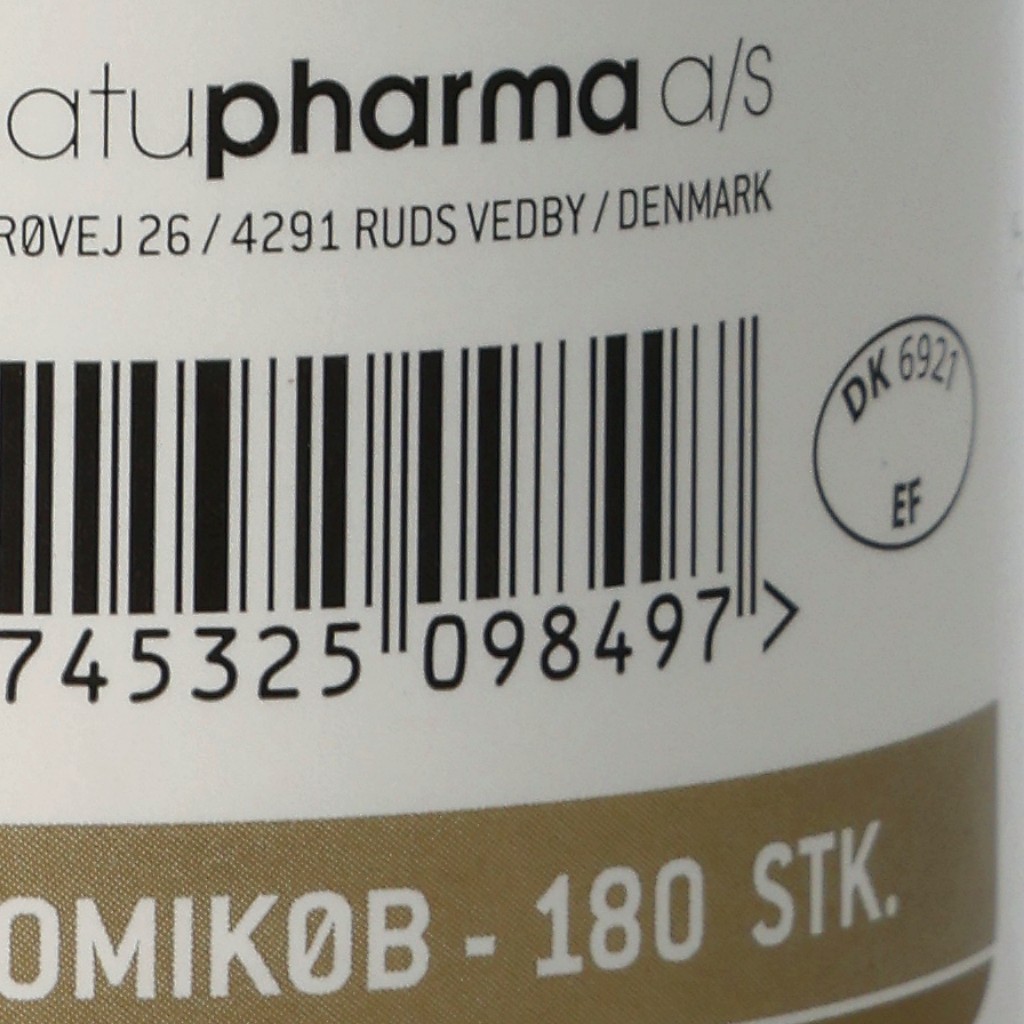 atupharma a/s
RØVEJ 26 / 4291 RUDS VEDBY / DENMARK
DK 6921
EF
745325 098497 >
OMIKØB - 180 STK.